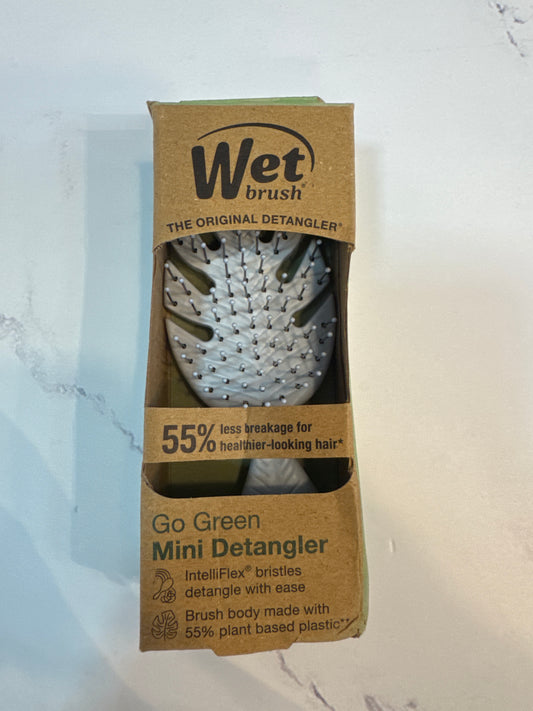 Wet
brush®
THE ORIGINAL DETANGLER®
55% less breakage for
healthier-looking hair*
Go Green
Mini Detangler
IntelliFlex® bristles
detangle with ease
Brush body made with
55% plant based plastic**